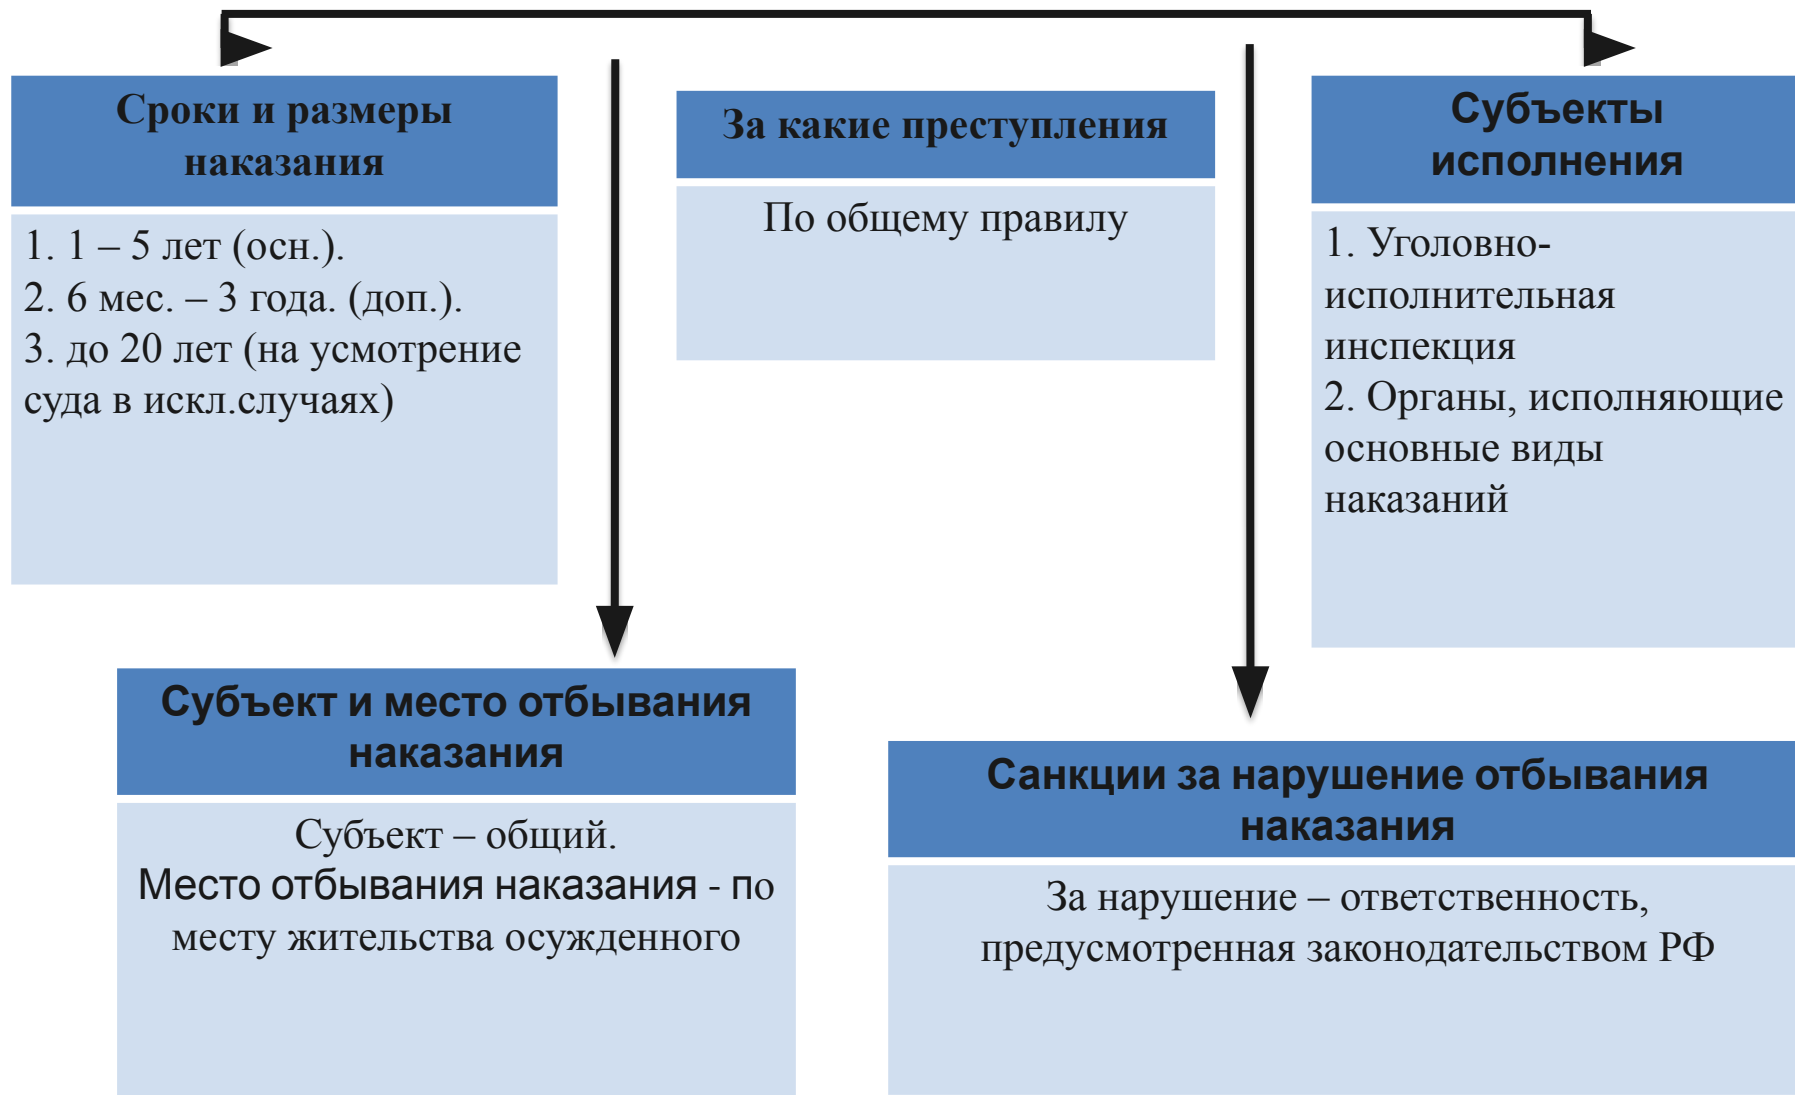 Сроки и размеры
наказания
1. 1 – 5 лет (осн.).
2. 6 мес. – 3 года. (доп.).
3. до 20 лет (на усмотрение
суда в искл.случаях)
За какие преступления
По общему правилу
Субъекты
исполнения
1. Уголовно-
исполнительная
инспекция
2. Органы, исполняющие
основные виды
наказаний
Субъект и место отбывания
наказания
Субъект – общий.
Место отбывания наказания - по
месту жительства осужденного
Санкции за нарушение отбывания
наказания
За нарушение – ответственность,
предусмотренная законодательством РФ